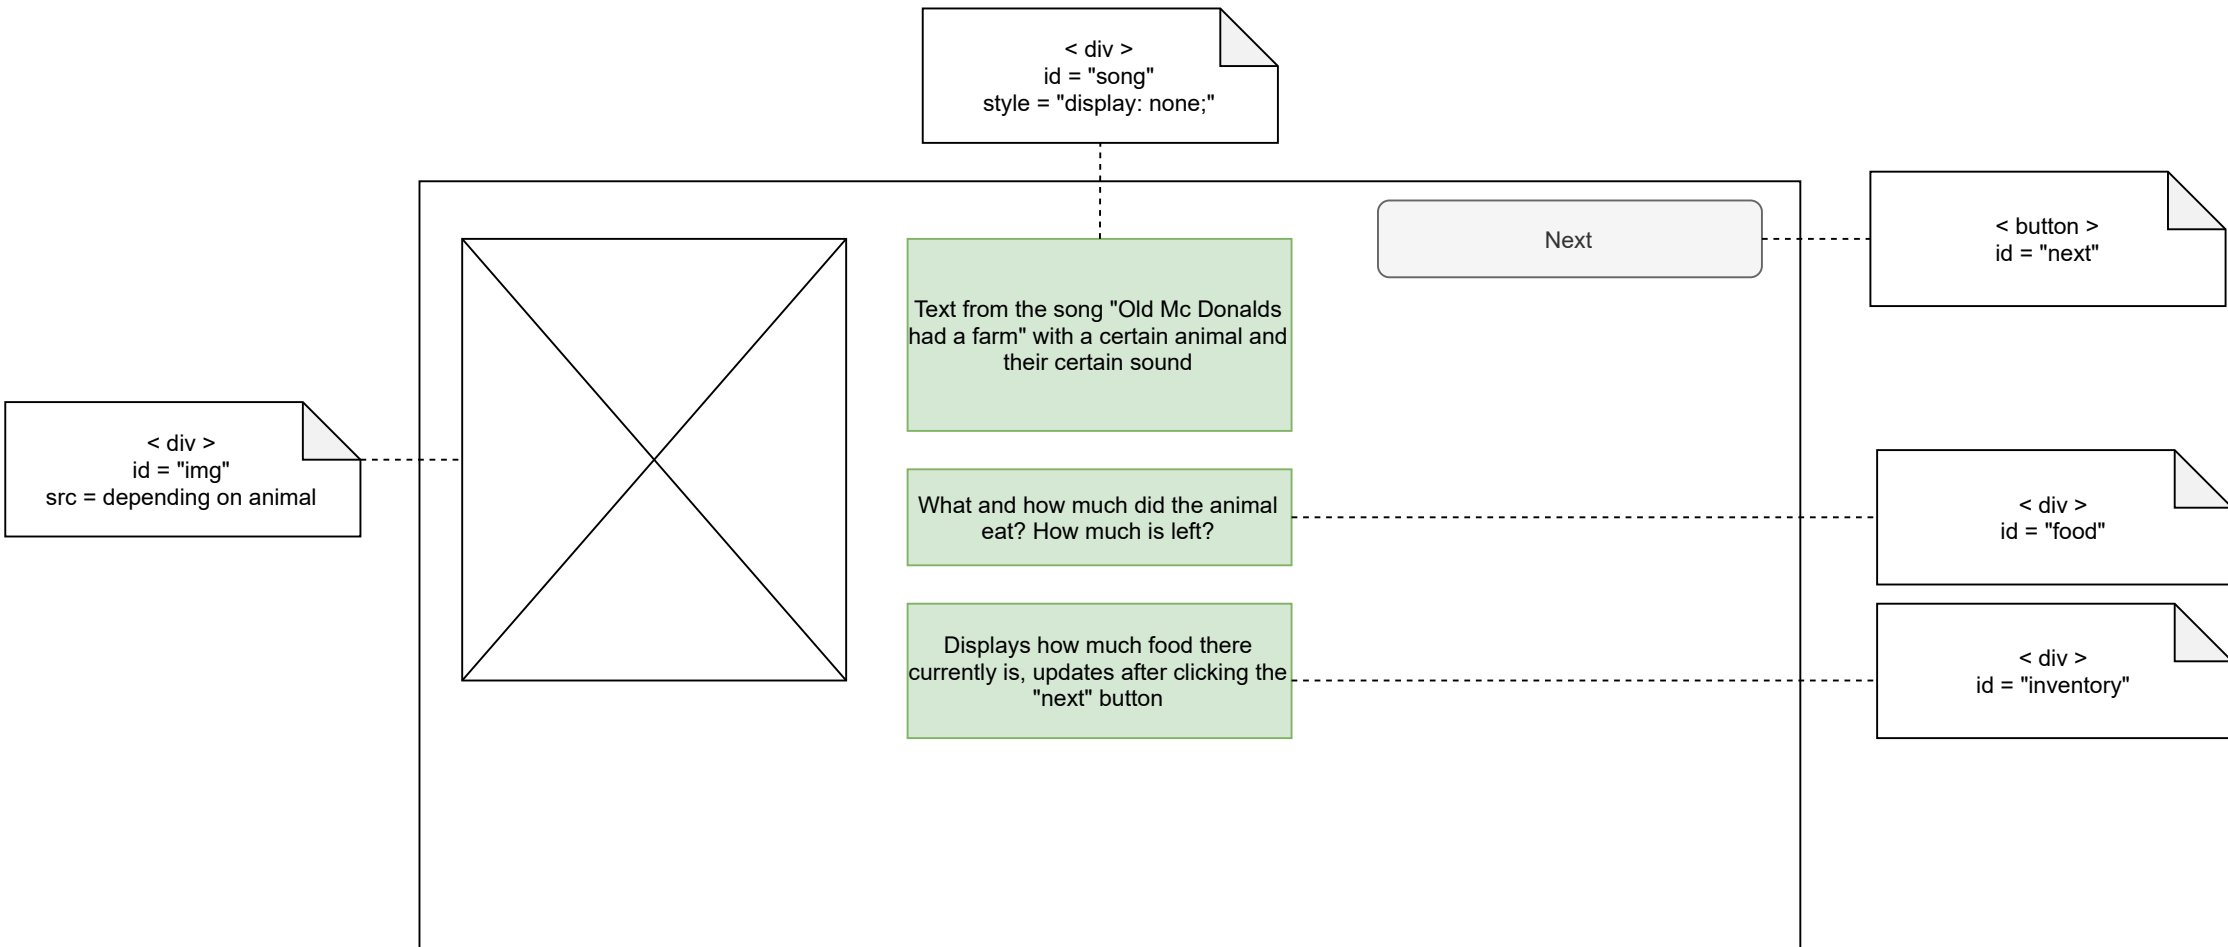 < div >
id = "song"
style = "display: none;"
Next
< button >
id = "next"
Text from the song "Old Mc Donalds
had a farm" with a certain animal and
their certain sound
< div >
id = "img"
src = depending on animal
What and how much did the animal
eat? How much is left?
< div >
id = "food"
Displays how much food there
currently is, updates after clicking the
"next" button
< div >
id = "inventory"